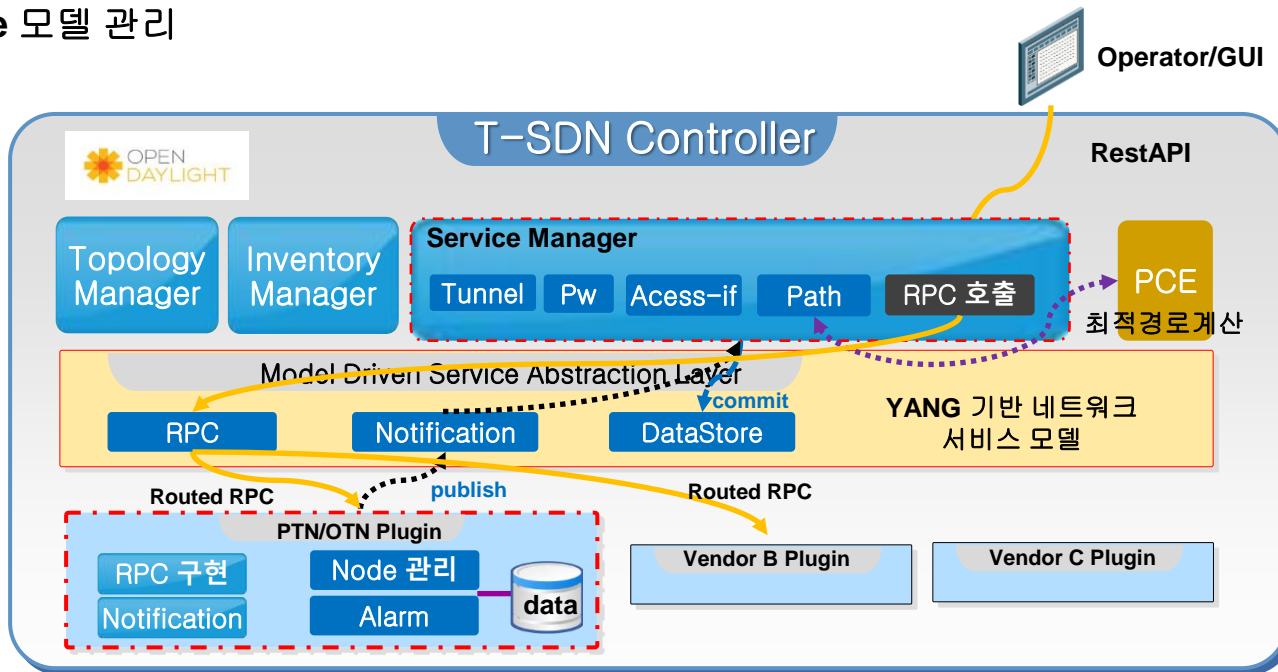 e 모델 관리
Operator/GUI
T-SDN Controller
OPEN
DAYLIGHT
RestAPI
Topology
Manager
Inventory
Manager
Service Manager
Tunnel
Pw
Acess-if
Path
RPC 호출
PCE
최적경로계산
Model Driven Service Abstraction Layer
commit
RPC
Notification
DataStore
YANG 기반 네트워크
서비스 모델
Routed RPC
publish
Routed RPC
PTN/OTN Plugin
RPC 구현
Notification
Node 관리
Alarm
data
Vendor B Plugin
Vendor C Plugin